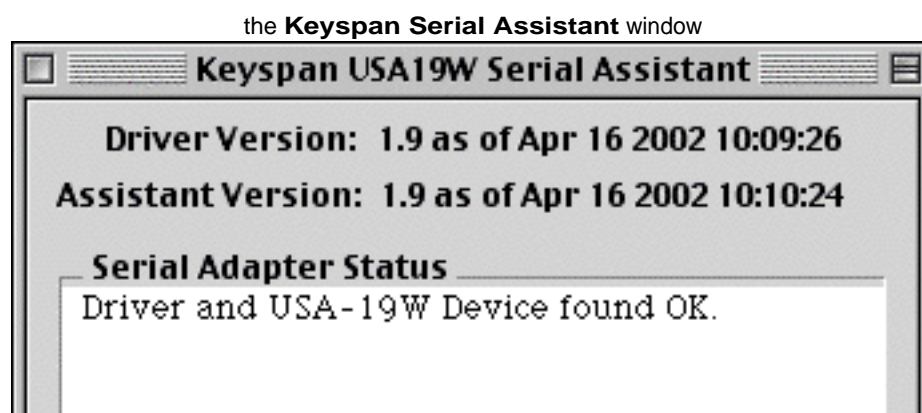 the Keyspan Serial Assistant window
Keyspan USA19W Serial Assistant
Driver Version: 1.9 as of Apr 16 2002 10:09:26
Assistant Version: 1.9 as of Apr 16 2002 10:10:24
Serial Adapter Status
Driver and USA-19W Device found OK.